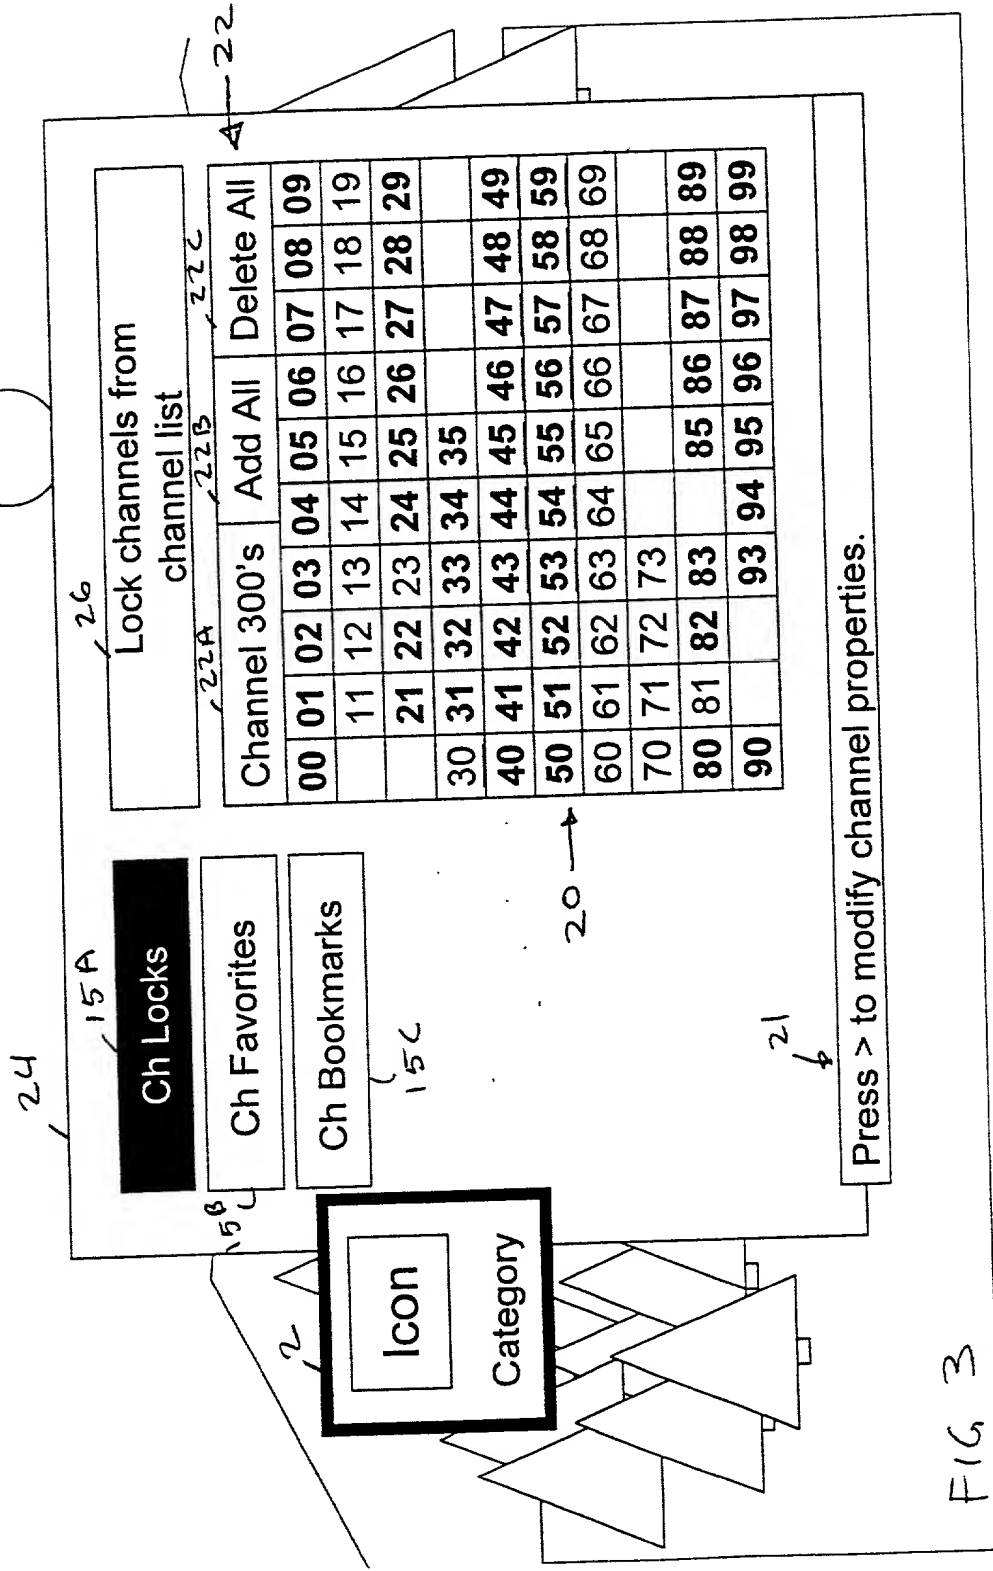 24
15A
26
22
Ch Locks
Lock channels from
channel list
15B
22A
22B
22C
Ch Favorites
Channel 300's Add All Delete All
Ch Bookmarks
15C
00 01 02 03 04 05 06 07 08 09
11 12 13 14 15 16 17 18 19
21 22 23 24 25 26 27 28 29
30 31 32 33 34 35
40 41 42 43 44 45 46 47 48 49
50 51 52 53 54 55 56 57 58 59
60 61 62 63 64 65 66 67 68 69
70 71 72 73
80 81 82 83 85 86 87 88 89
90 93 94 95 96 97 98 99
2
Icon
Category
20
21
Press > to modify channel properties.
FIG 3